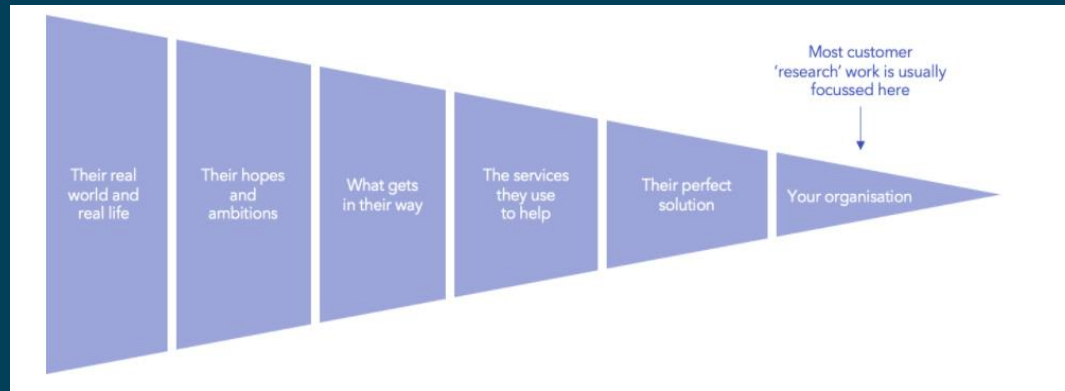 Most customer
'research' work is usually
focussed here
Their real
world and
real life
Their hopes
and
ambitions
What gets
in their way
The services
they use
to help
Their perfect
solution
Your organisation